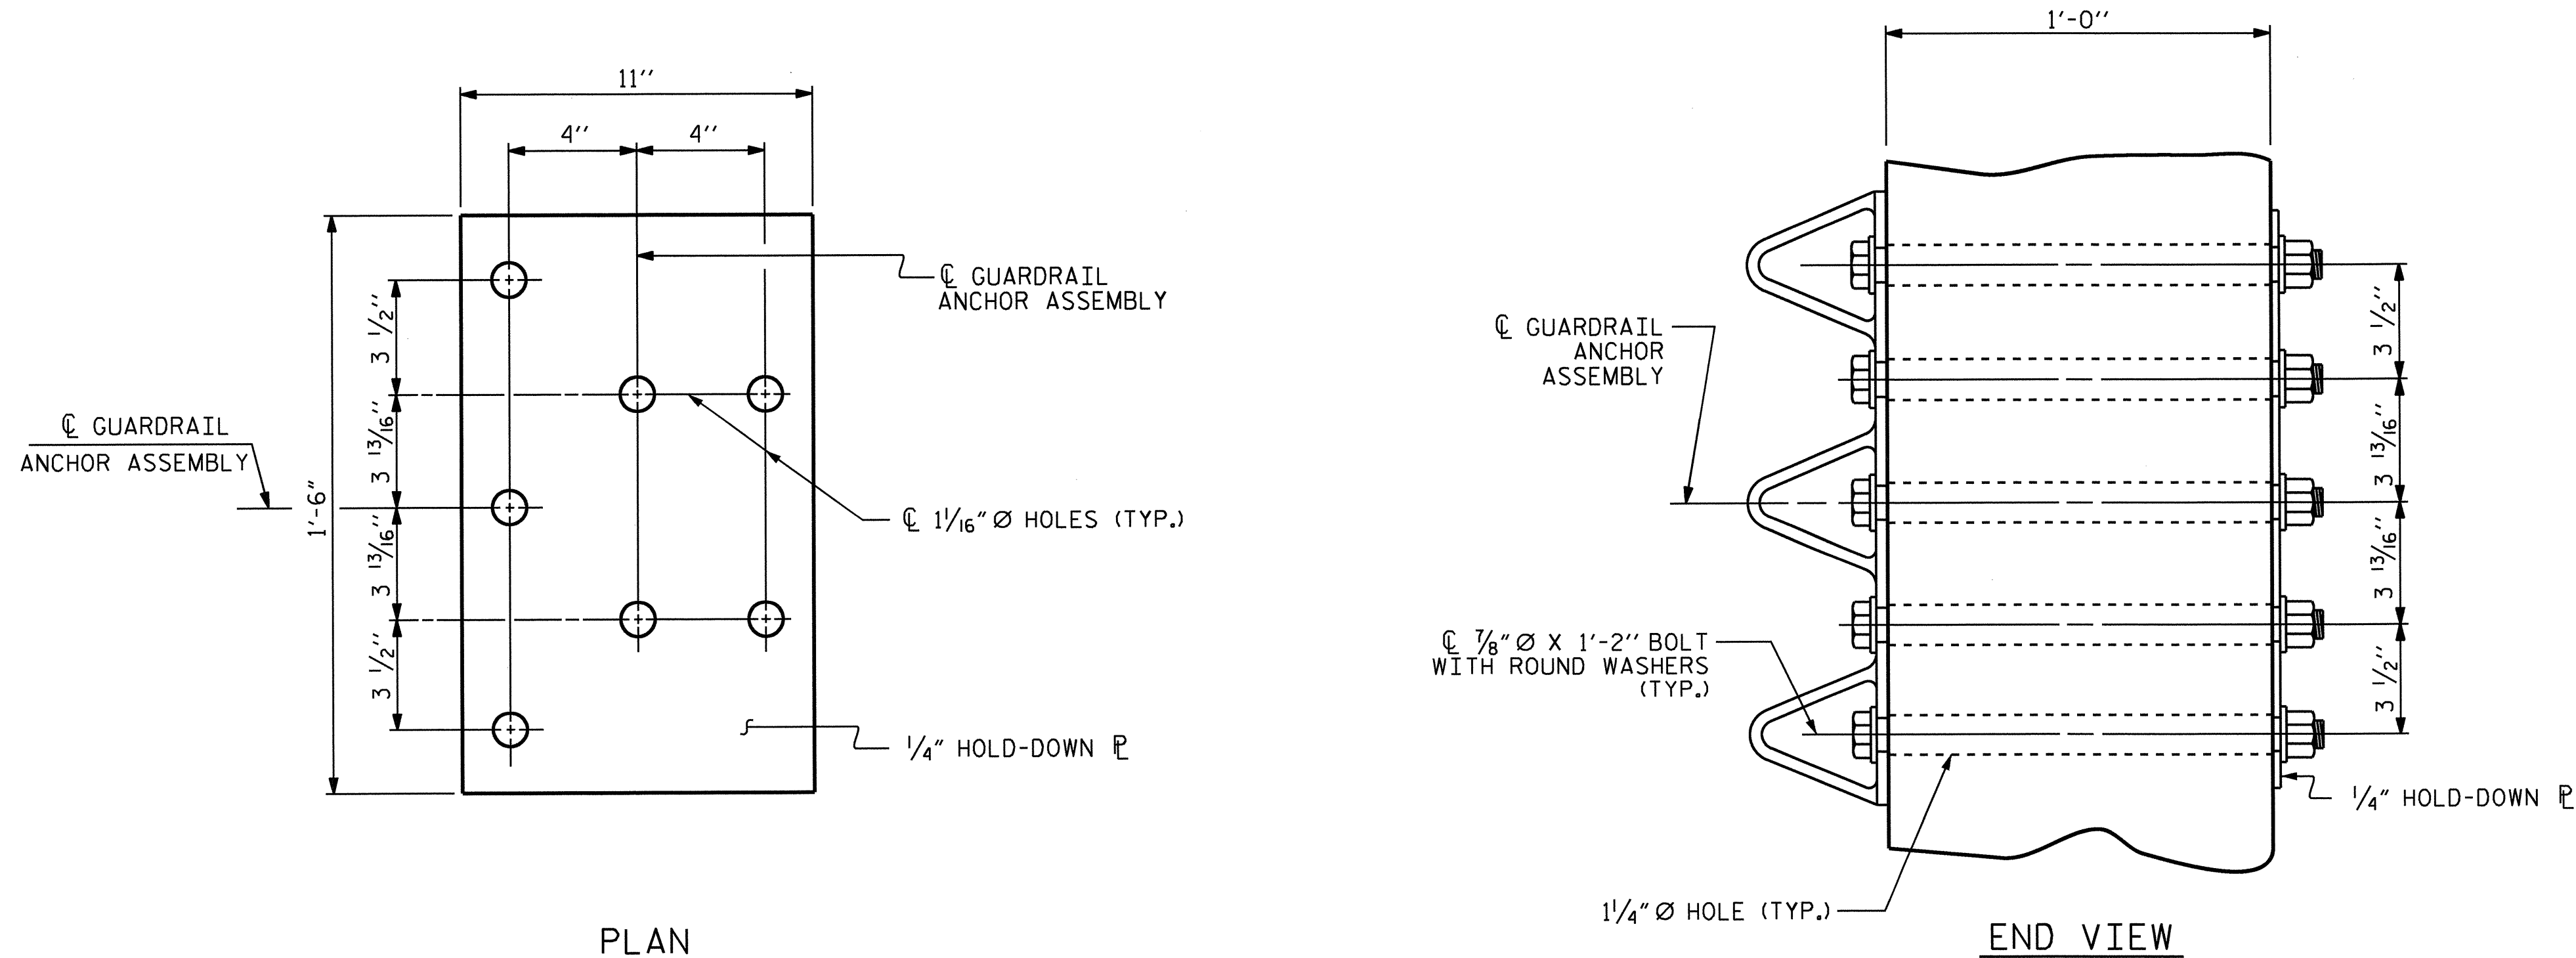 11''
4''
4''
℄ GUARDRAIL
ANCHOR ASSEMBLY
3 1/2''
3 13/16''
3 13/16''
3 1/2''
1'-6"
℄ GUARDRAIL
ANCHOR ASSEMBLY
℄ 1 1/16" Ø HOLES (TYP.)
1/4" HOLD-DOWN ⅊
PLAN
1'-0''
℄ GUARDRAIL
ANCHOR
ASSEMBLY
3 1/2''
3 13/16''
3 13/16''
3 1/2''
℄ 7/8" Ø X 1'-2'' BOLT
WITH ROUND WASHERS
(TYP.)
1/4" HOLD-DOWN ⅊
1 1/4" Ø HOLE (TYP.)
END VIEW